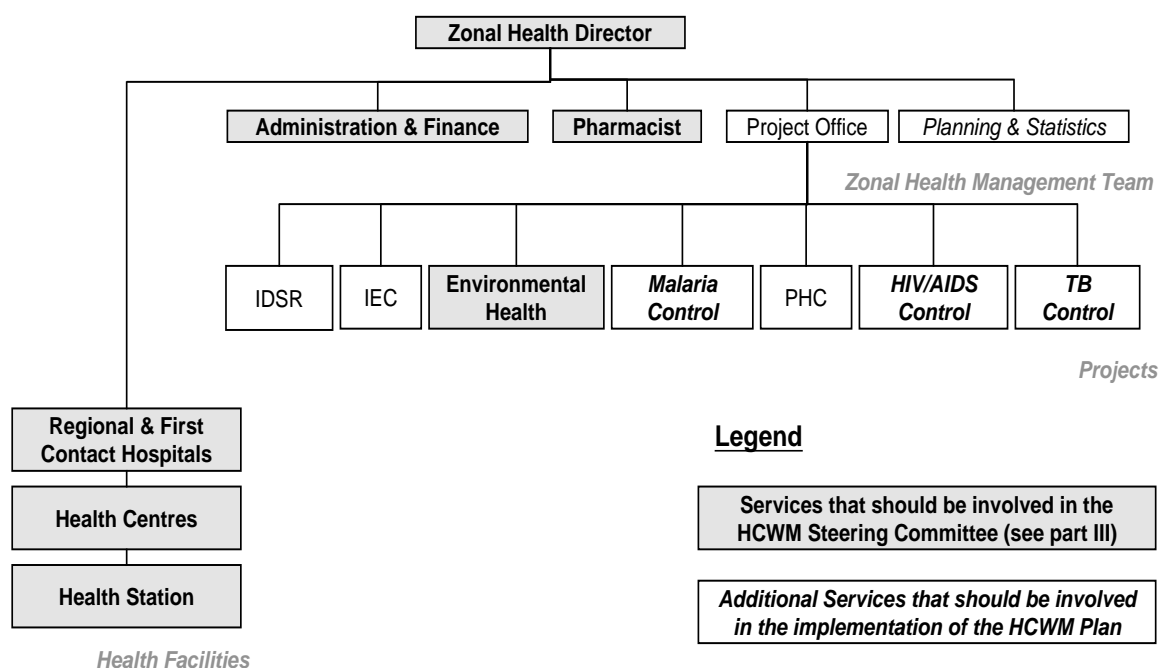 Zonal Health Director
Administration & Finance
Pharmacist
Project Office
Planning & Statistics
Zonal Health Management Team
IDSR
IEC
Environmental
Health
Malaria
Control
PHC
HIV/AIDS
Control
TB
Control
Projects
Regional & First
Contact Hospitals
Health Centres
Health Station
Health Facilities
Legend
Services that should be involved in the
HCWM Steering Committee (see part III)
Additional Services that should be involved
in the implementation of the HCWM Plan